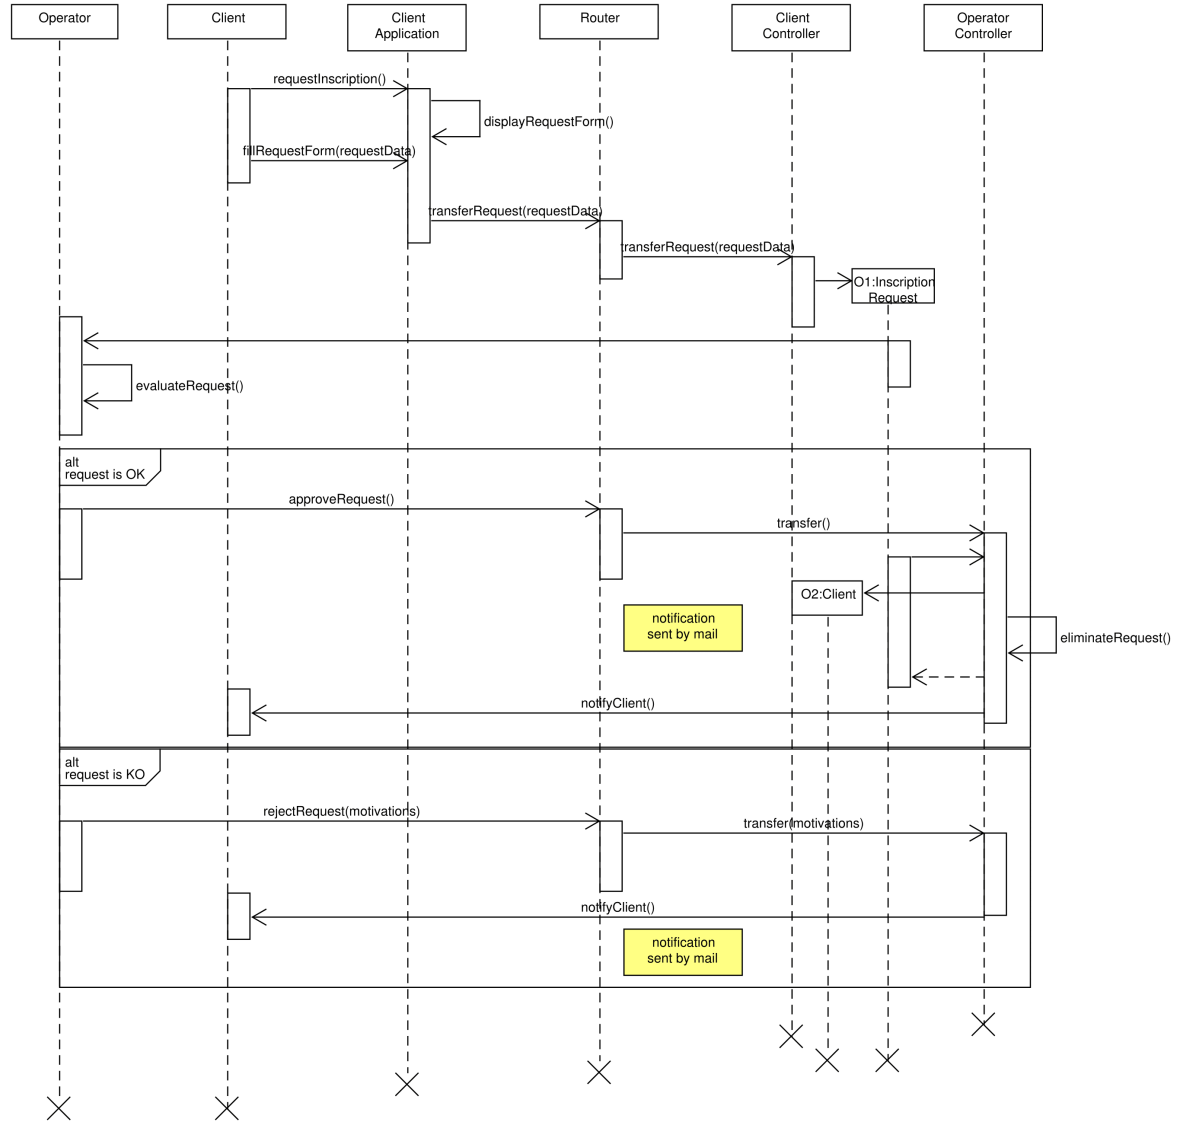 Operator
Client
Client
Application
Router
Client
Controller
Operator
Controller
requestInscription()
displayRequestForm()
fillRequestForm(requestData)
transferRequest(requestData)
transferRequest(requestData)
O1:Inscription
Request
evaluateRequest()
alt
request is OK
approveRequest()
transfer()
O2:Client
notification
sent by mail
eliminateRequest()
notifyClient()
alt
request is KO
rejectRequest(motivations)
transfer(motivations)
notifyClient()
notification
sent by mail